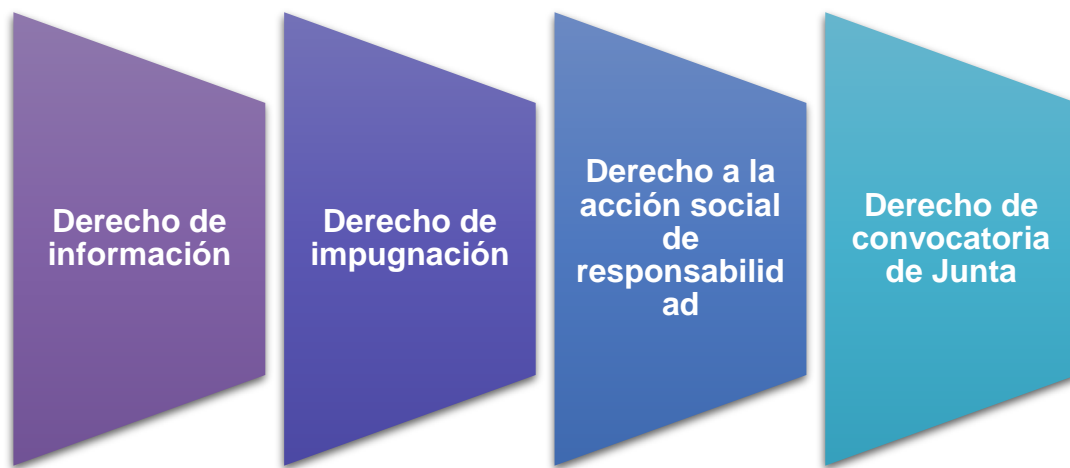 Derecho de
información
Derecho de
impugnación
Derecho a la
acción social
de
responsabilid
ad
Derecho de
convocatoria
de Junta